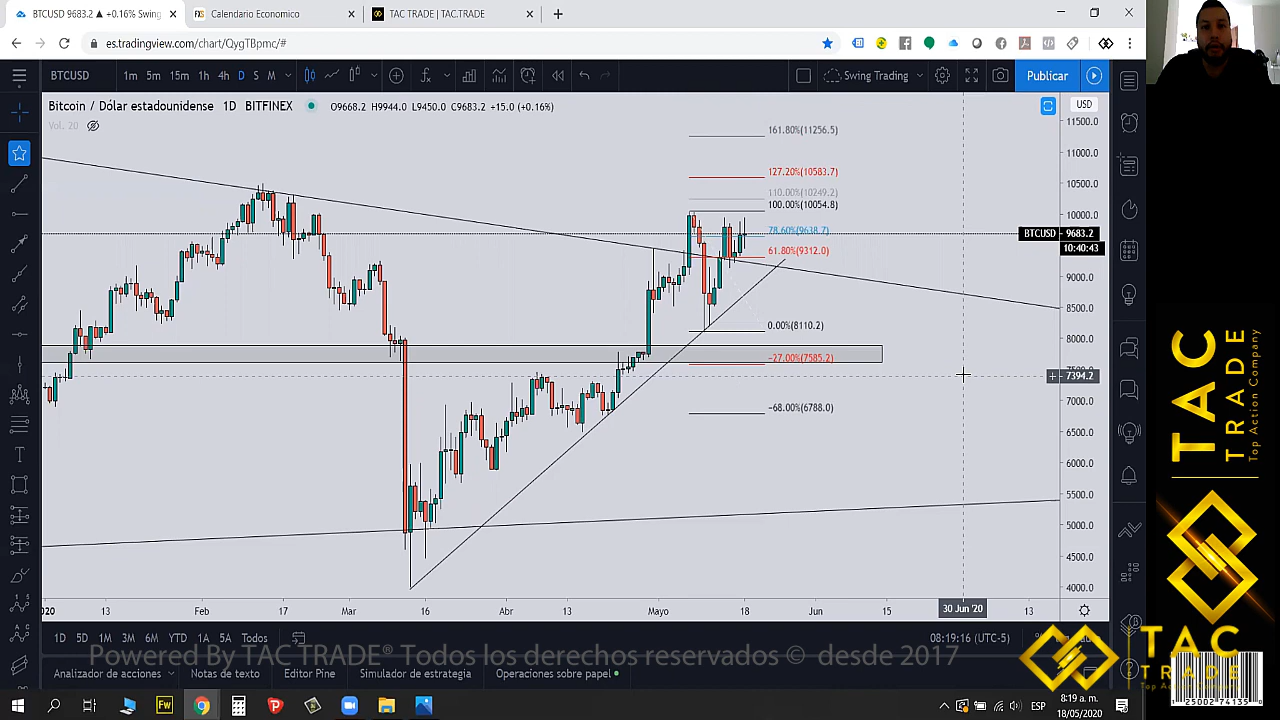 BTCUSD 9683.2 ▲ +0.16% Swing
Calendario Economico
TAC TRADE | TAC.TRADE
es.tradingview.com/chart/QygTBpmc/#
BTCUSD 1m 5m 15m 1h 4h D S M Swing Trading Publicar
Bitcoin / Dólar estadounidense 1D BITFINEX O9668.2 H9944.0 L9450.0 C9683.2 +15.0 (+0.16%)
Vol. 20
USD
161.80%(11256.5)
127.20%(10583.7)
110.00%(10249.2)
100.00%(10054.8)
78.60%(9638.7)
61.80%(9312.0)
0.00%(8110.2)
-27.00%(7585.2)
-68.00%(6788.0)
11500.0
11000.0
10500.0
10000.0
BTCUSD 9683.2
10:40:43
9000.0
8500.0
8000.0
7394.2
6500.0
6000.0
5500.0
5000.0
4500.0
4000.0
2020 13 Feb 17 Mar 16 Abr 13 Mayo 18 Jun 15 30 Jun '20 13
1D 5D 1M 3M 6M YTD 1A 5A Todos
08:19:16 (UTC-5)
Powered By TAC TRADE® Todos los derechos reservados © desde 2017
Analizador de acciones Notas de texto Editor Pine Simulador de estrategia Operaciones sobre papel
ESP
8:19 a. m.
18/05/2020
TAC
TRADE
Top Action Company
TAC
TRADE
1 25002 74135